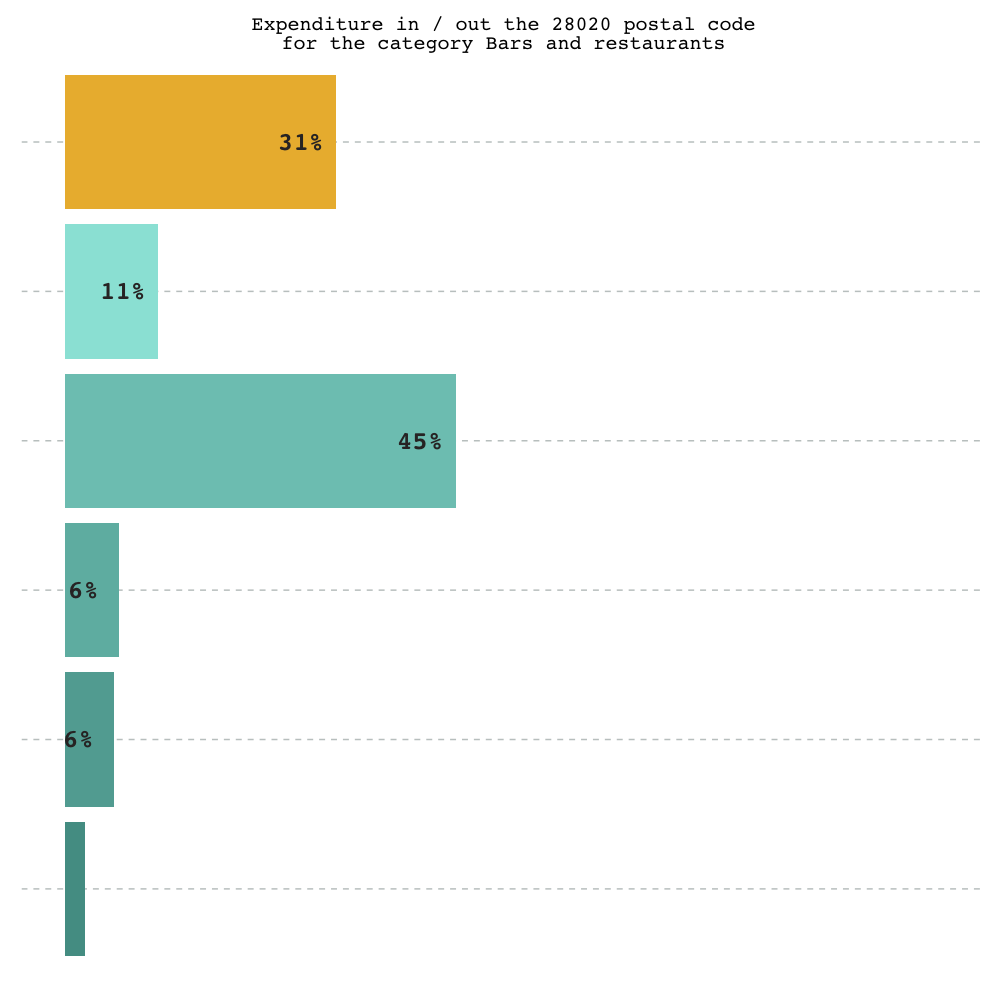 Expenditure in / out the 28020 postal code
for the category Bars and restaurants
31%
11%
45%
6%
6%